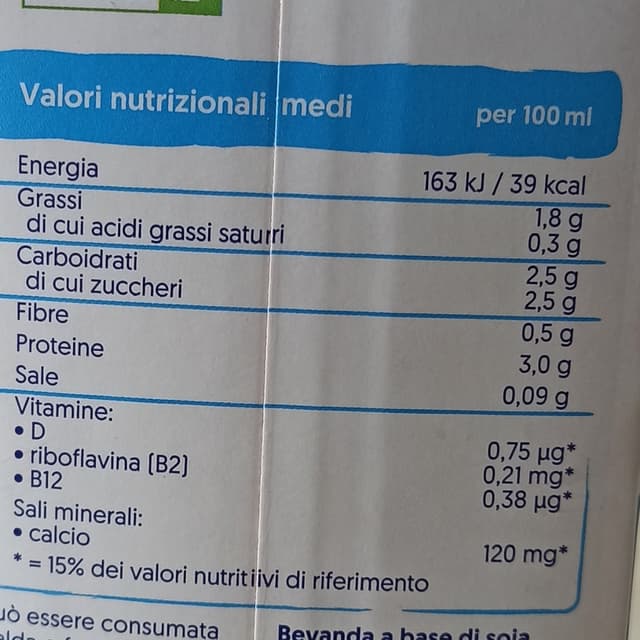 Valori nutrizionali medi per 100 ml
Energia 163 kJ / 39 kcal
Grassi 1,8 g
di cui acidi grassi saturi 0,3 g
Carboidrati 2,5 g
di cui zuccheri 2,5 g
Fibre 0,5 g
Proteine 3,0 g
Sale 0,09 g
Vitamine:
• D 0,75 µg*
• riboflavina (B2) 0,21 mg*
• B12 0,38 µg*
Sali minerali:
• calcio 120 mg*
* = 15% dei valori nutritiivi di riferimento
uò essere consumata
Bevanda a base di soia